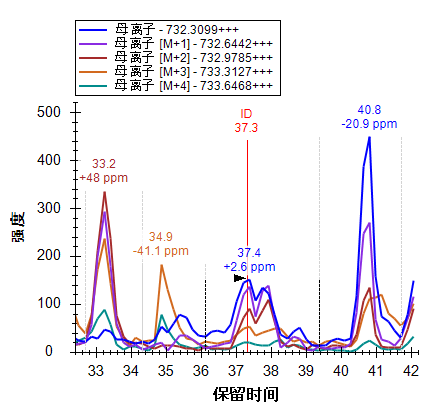 母离子 - 732.3099+++
母离子 [M+1] - 732.6442+++
母离子 [M+2] - 732.9785+++
母离子 [M+3] - 733.3127+++
母离子 [M+4] - 733.6468+++
500
400
300
200
100
0
强度
33.2
+48 ppm
34.9
-41.1 ppm
ID
37.3
37.4
+2.6 ppm
40.8
-20.9 ppm
33 34 35 36 37 38 39 40 41 42
保留时间